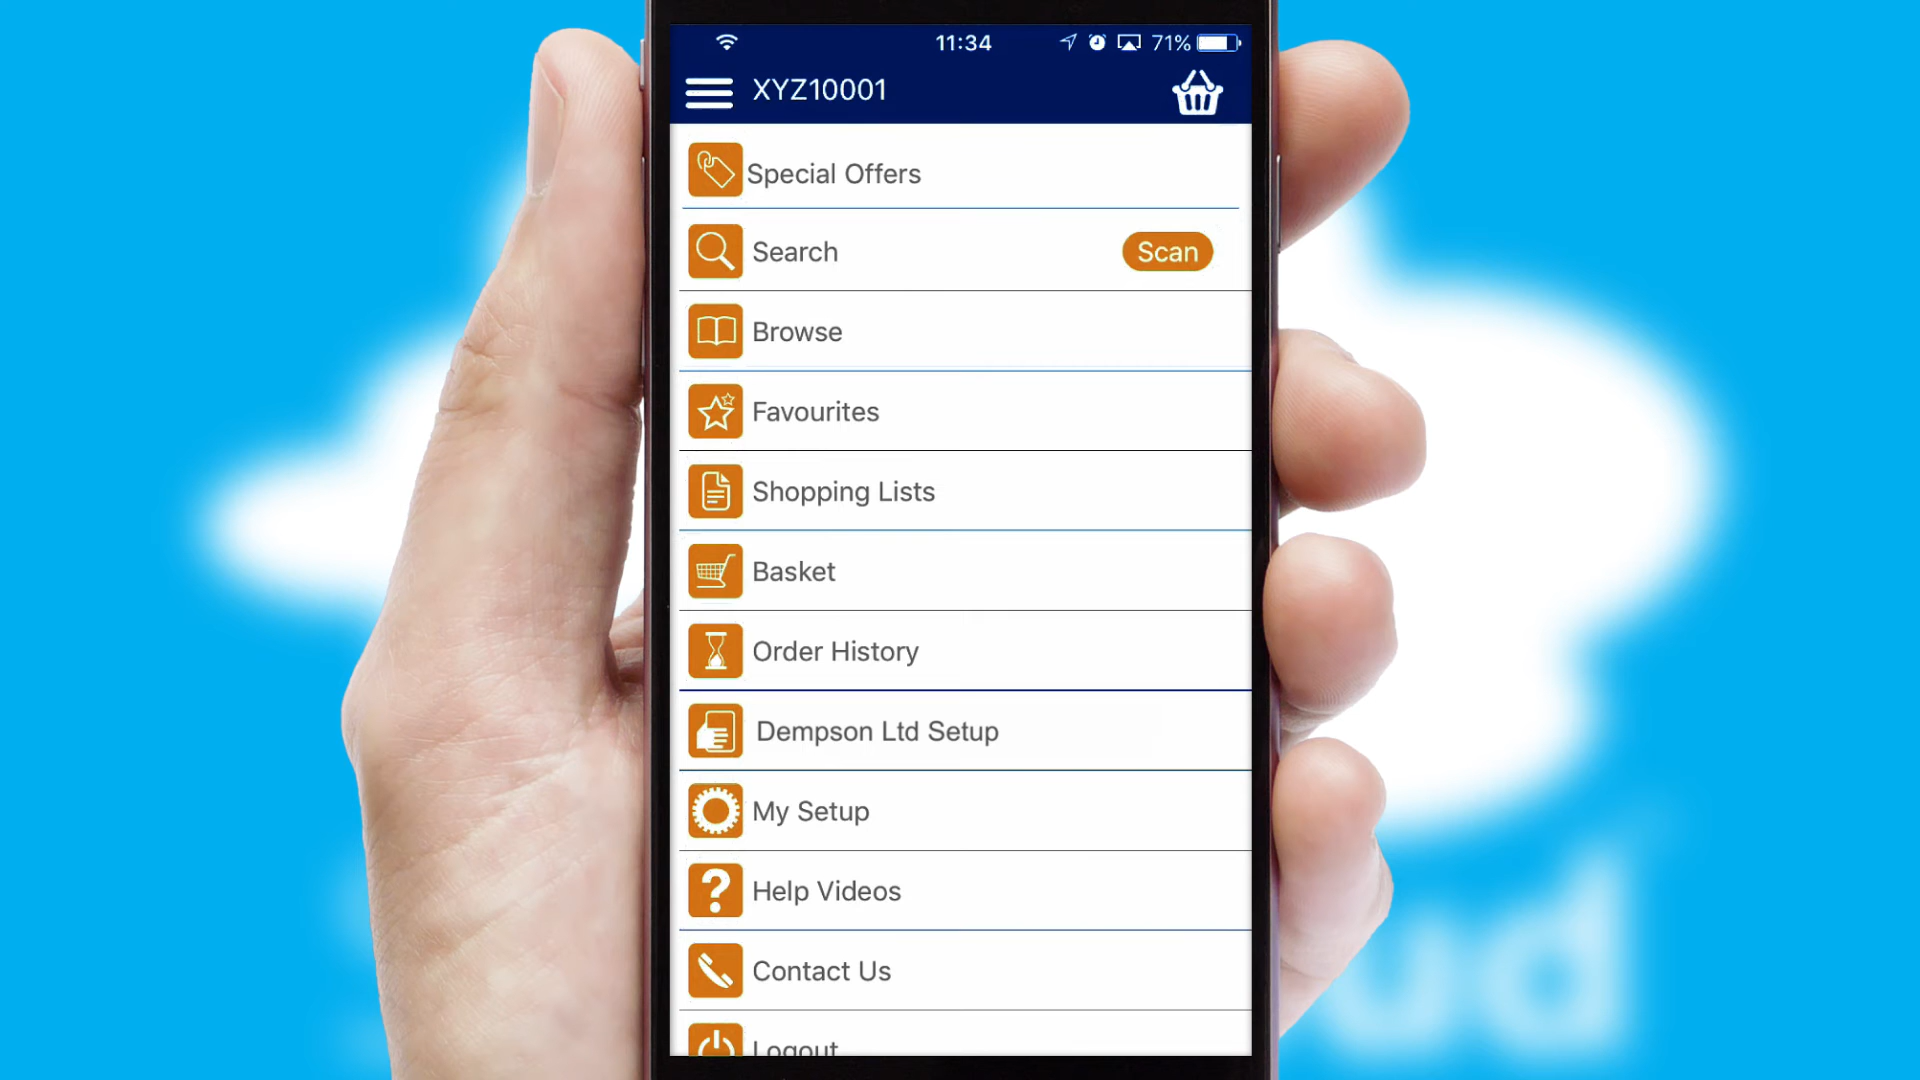 11:34
71%
XYZ10001
Special Offers
Search
Scan
Browse
Favourites
Shopping Lists
Basket
Order History
Dempson Ltd Setup
My Setup
Help Videos
Contact Us
Logout
ud